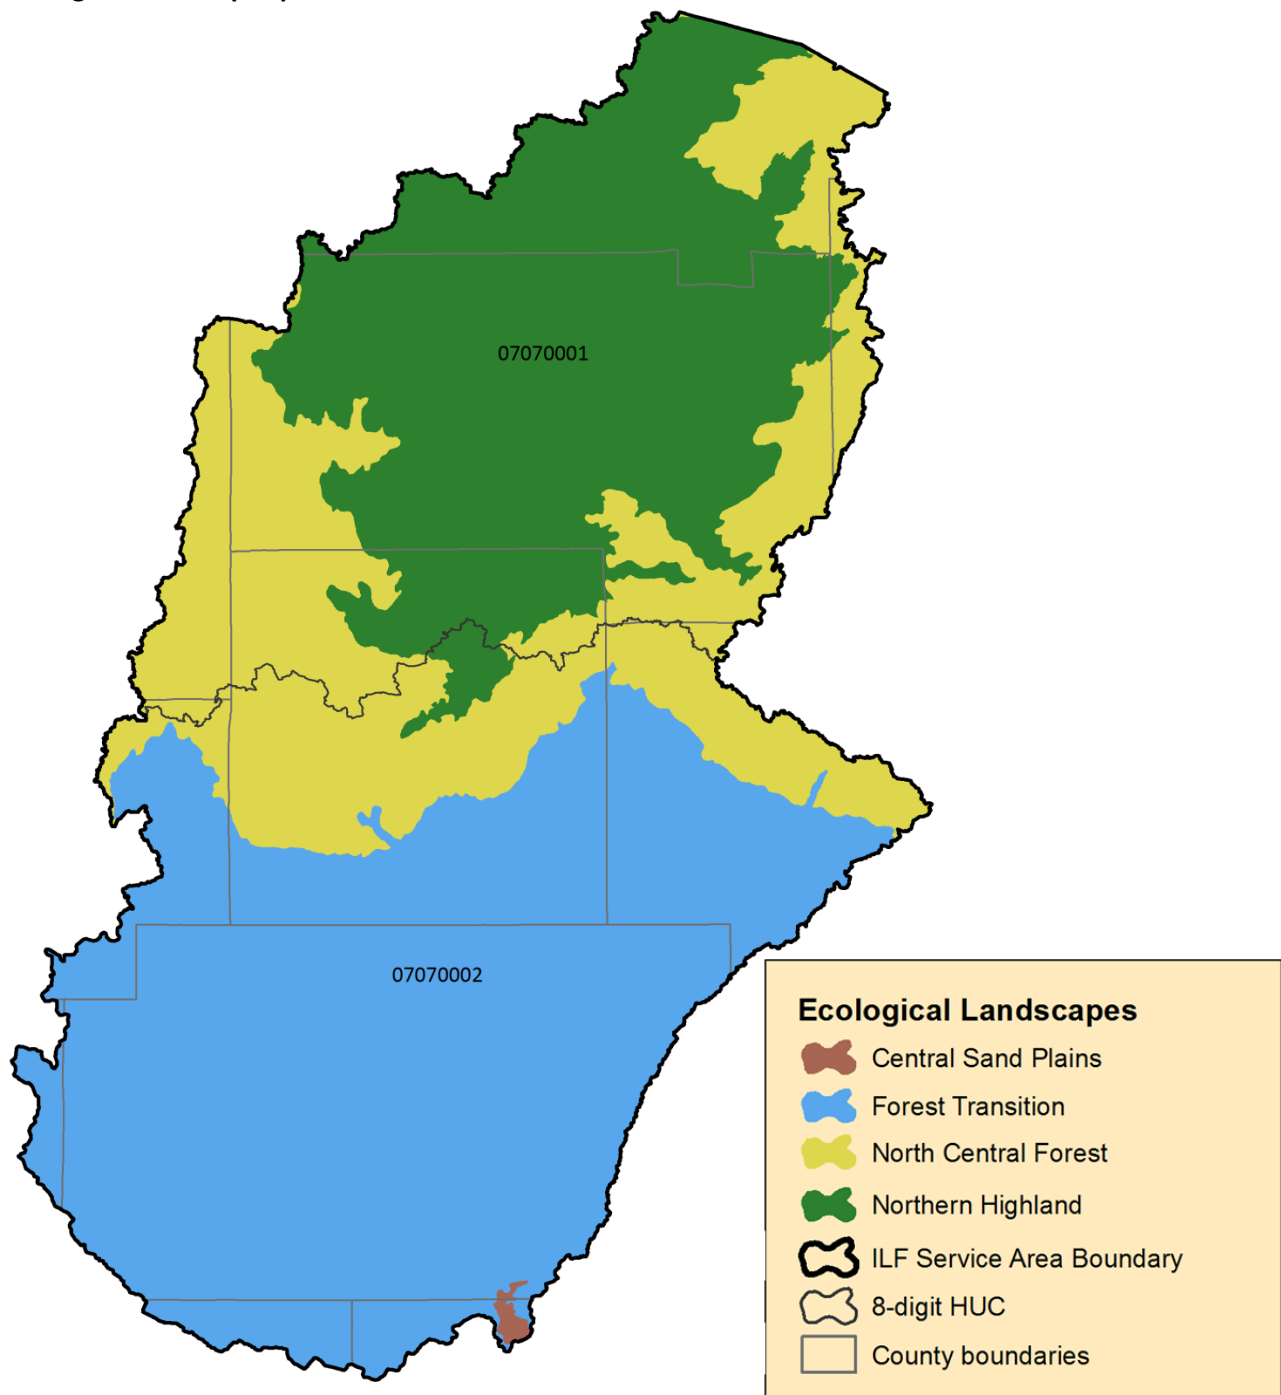 07070001
07070002
Ecological Landscapes
Central Sand Plains
Forest Transition
North Central Forest
Northern Highland
ILF Service Area Boundary
8-digit HUC
County boundaries